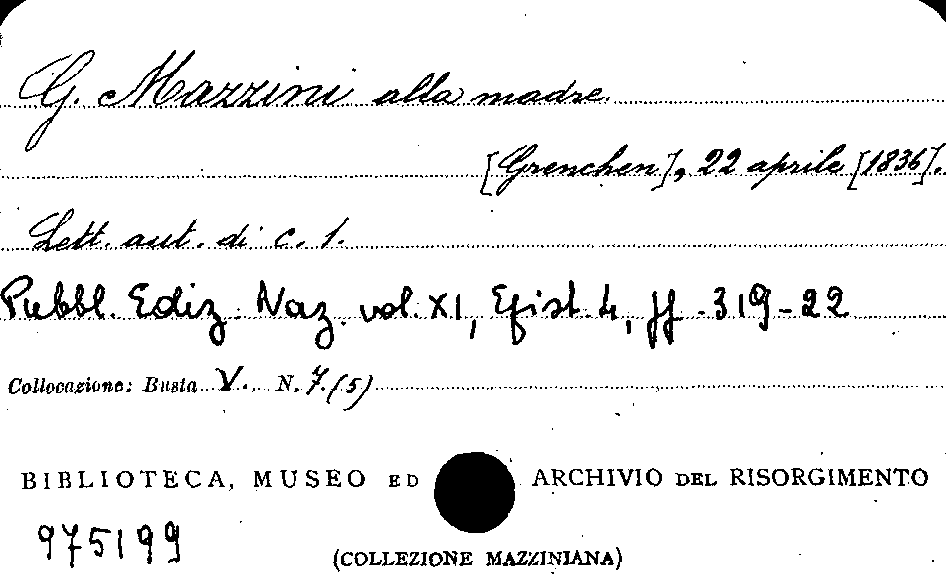 G. Mazzini alla madre.
[Grenchen], 22 aprile [1836].
Lett. aut. di c. 1.
Pubbl. Ediz. Naz. vol. XI, Epist. 4, pp. 319-22
Collocazione: Busta V. N. 7.(5)
BIBLIOTECA, MUSEO ED ARCHIVIO DEL RISORGIMENTO
975199
(COLLEZIONE MAZZINIANA)